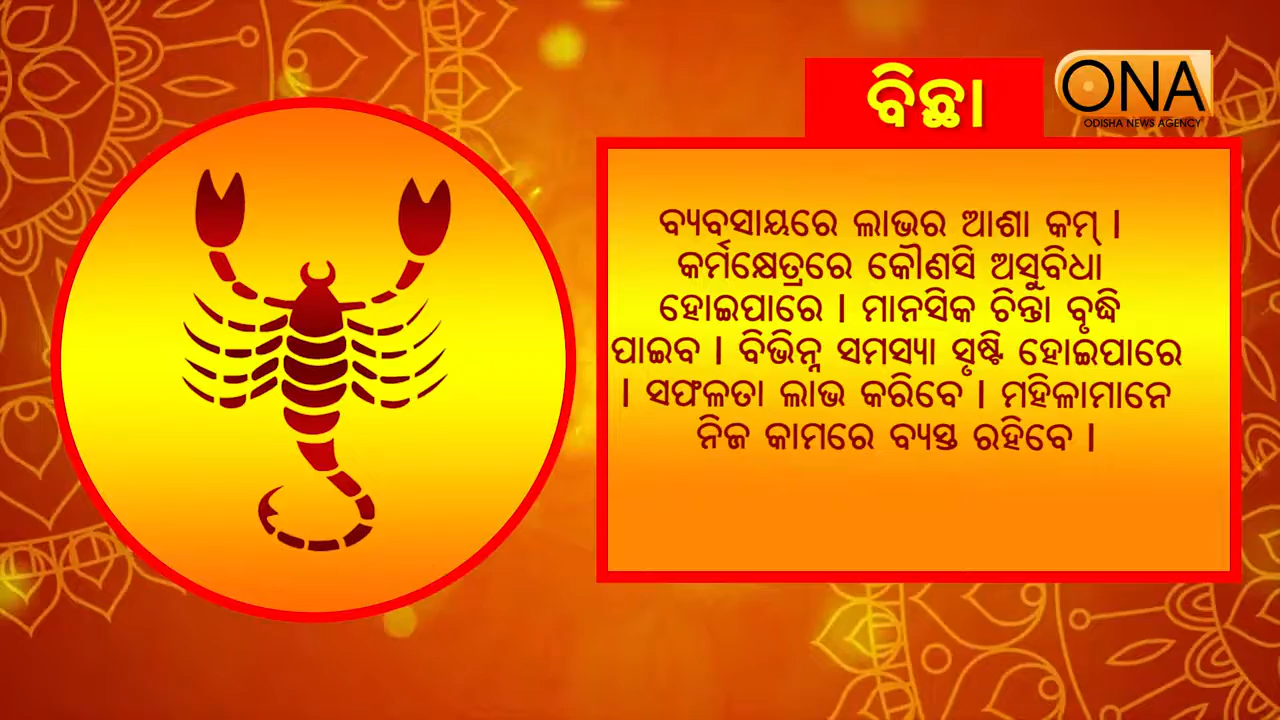 ବିଛା
ONA
ODISHA NEWS AGENCY
ବ୍ୟବସାୟରେ ଲାଭର ଆଶା କମ୍ ।
କର୍ମକ୍ଷେତ୍ରରେ କୌଣସି ଅସୁବିଧା
ହୋଇପାରେ । ମାନସିକ ଚିନ୍ତା ବୃଦ୍ଧି
ପାଇବ । ବିଭିନ୍ନ ସମସ୍ୟା ସୃଷ୍ଟି ହୋଇପାରେ
। ସଫଳତା ଲାଭ କରିବେ । ମହିଳାମାନେ
ନିଜ କାମରେ ବ୍ୟସ୍ତ ରହିବେ ।